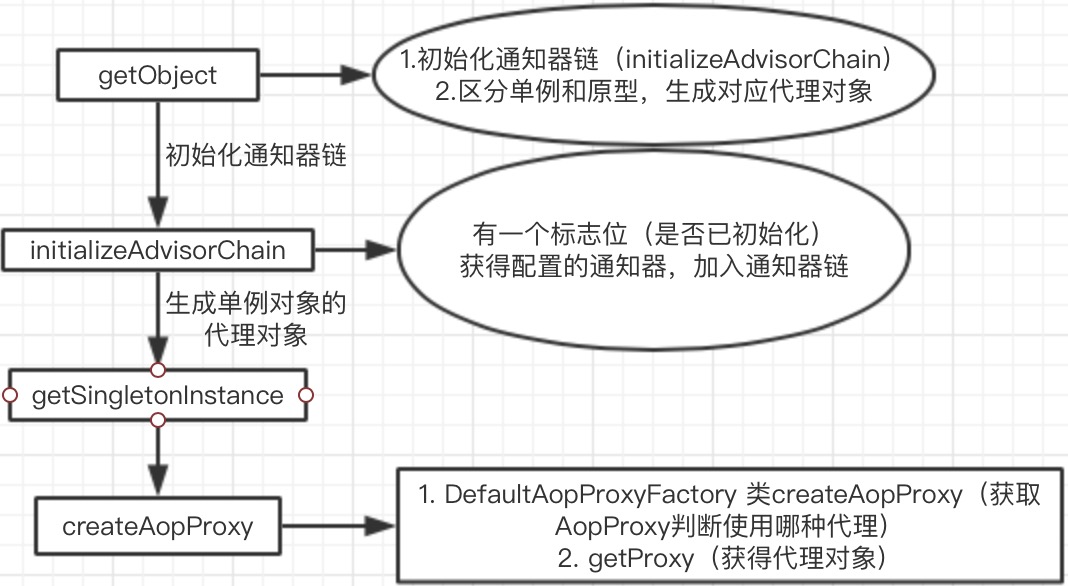 getObject
1.初始化通知器链（initializeAdvisorChain）
2.区分单例和原型，生成对应代理对象
初始化通知器链
initializeAdvisorChain
有一个标志位（是否已初始化）
获得配置的通知器，加入通知器链
生成单例对象的
代理对象
getSingletonInstance
createAopProxy
1. DefaultAopProxyFactory 类createAopProxy（获取
AopProxy判断使用哪种代理）
2. getProxy（获得代理对象）